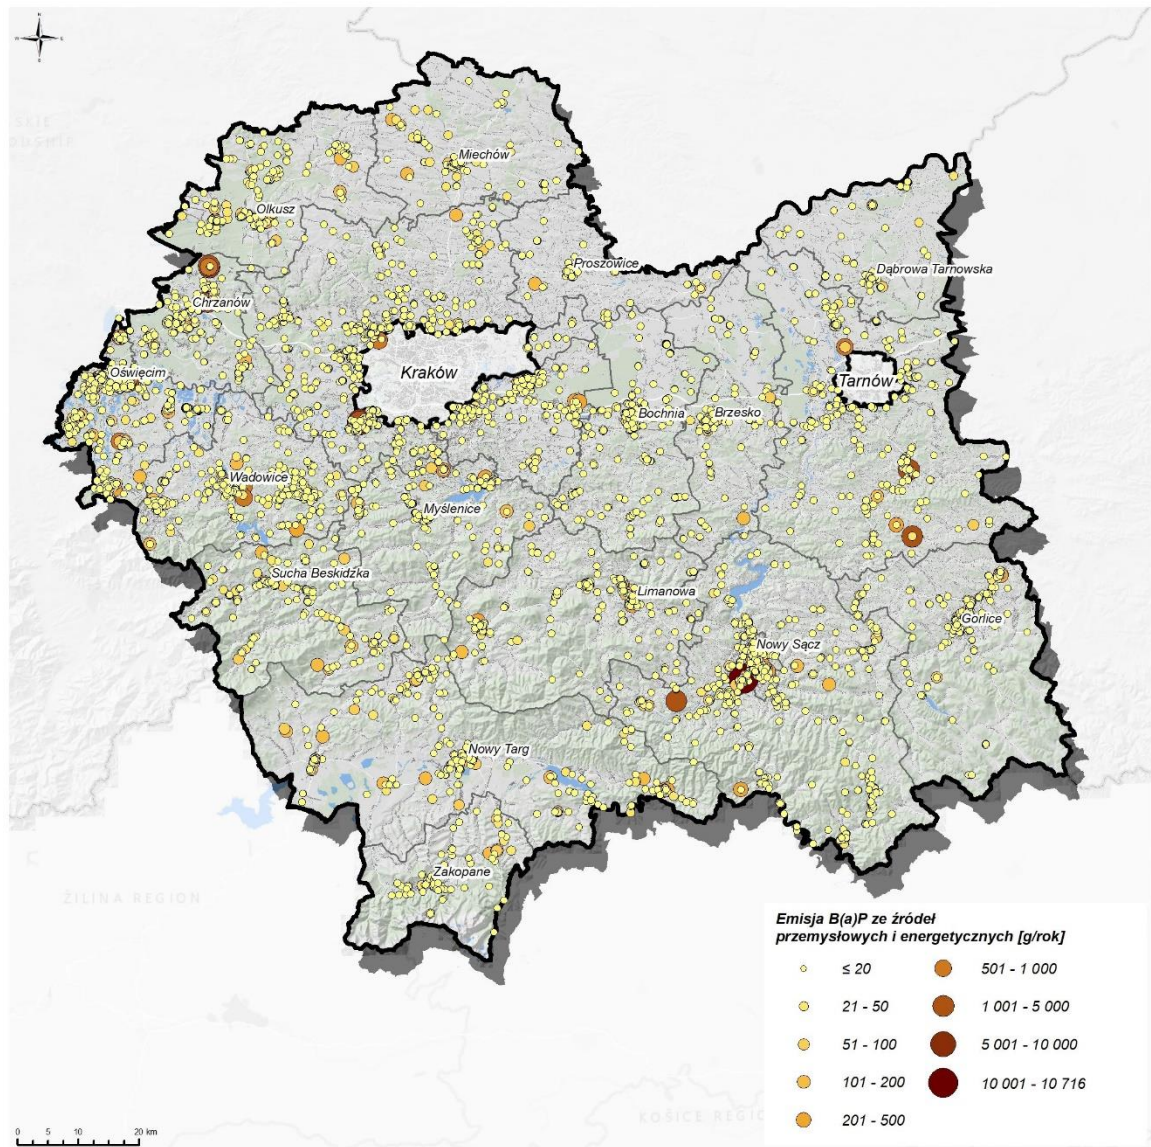 Miechów
Olkusz
Proszowice
Dąbrowa Tarnowska
Chrzanów
Oświęcim
Kraków
Tarnów
Bochnia
Brzesko
Wadowice
Myślenice
Sucha Beskidzka
Limanowa
Gorlice
Nowy Sącz
Nowy Targ
Zakopane
ŻILINA REGION
KOŠICE REGIO
Emisja B(a)P ze źródeł
przemysłowych i energetycznych [g/rok]
≤ 20
21 - 50
51 - 100
101 - 200
201 - 500
501 - 1 000
1 001 - 5 000
5 001 - 10 000
10 001 - 10 716
0 5 10 20 km